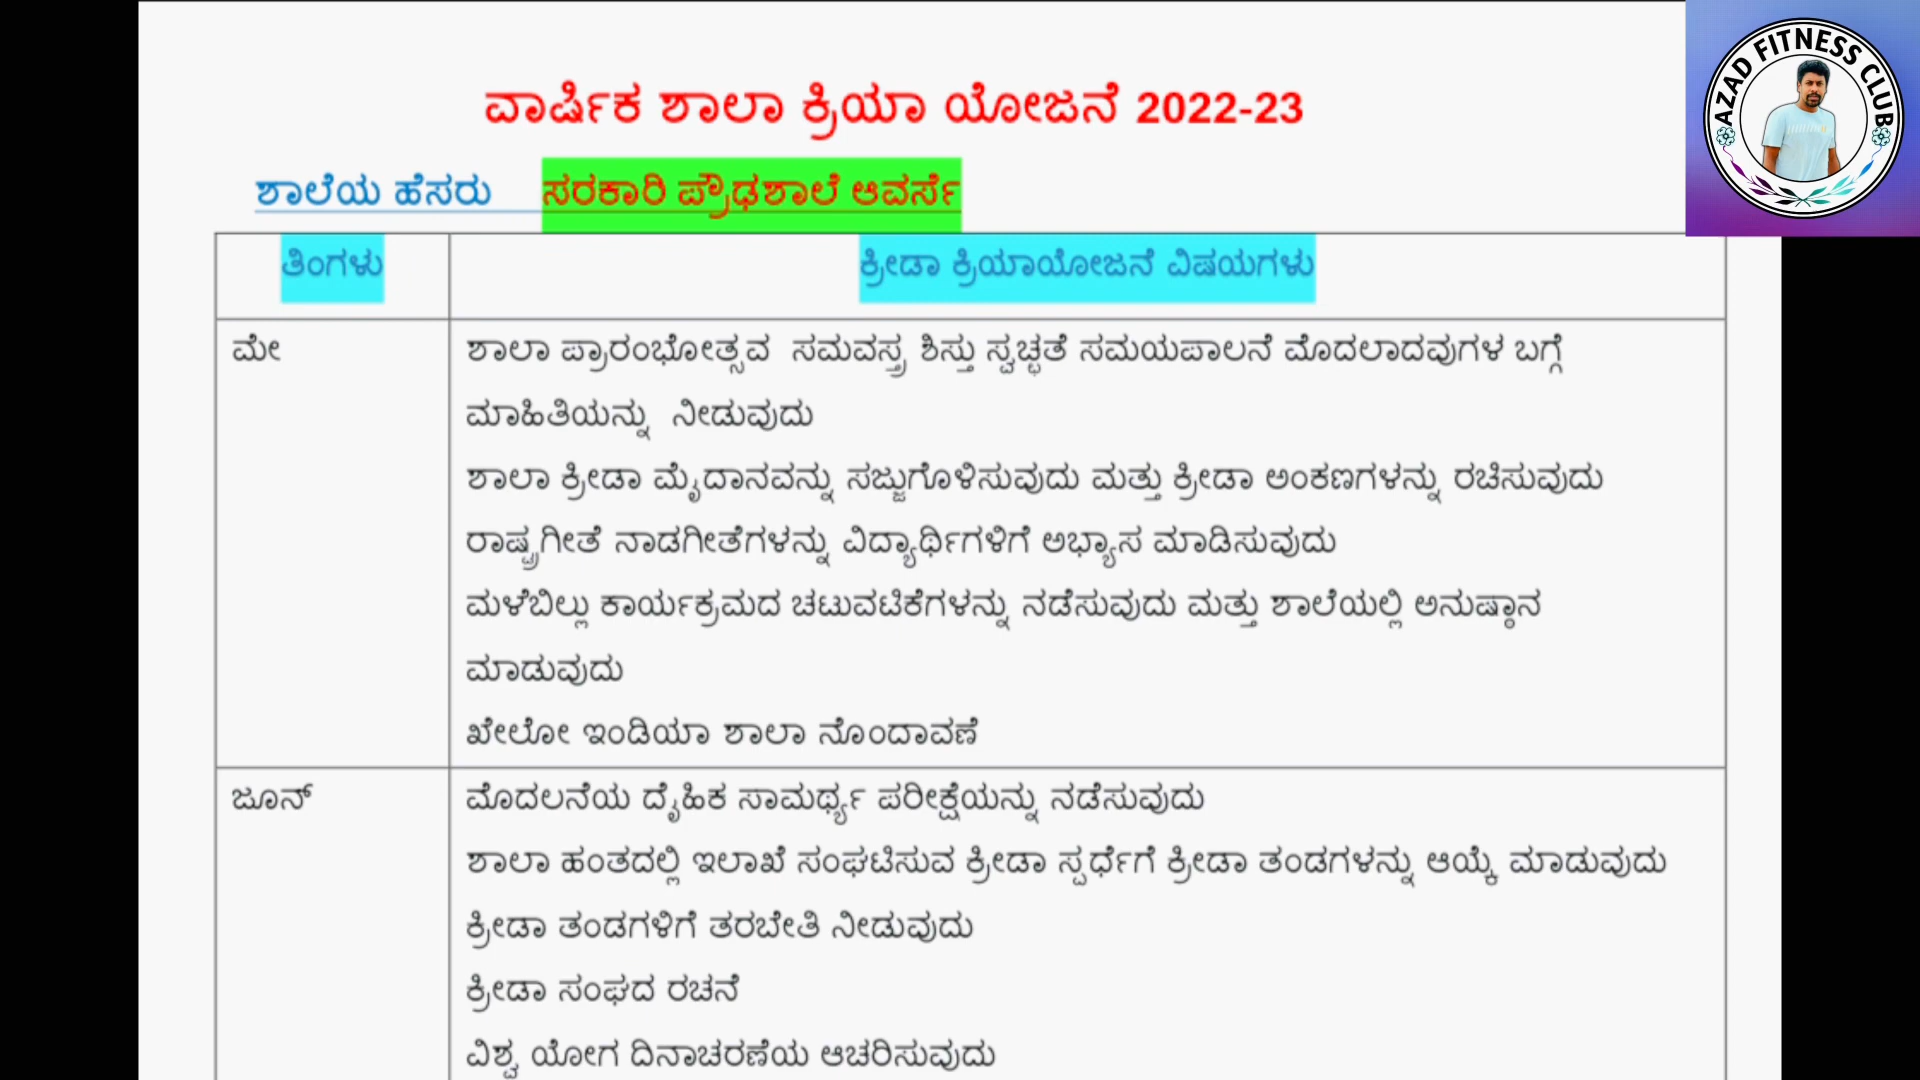 ವಾರ್ಷಿಕ ಶಾಲಾ ಕ್ರಿಯಾ ಯೋಜನೆ 2022-23
AZAD FITNESS CLUB
ಶಾಲೆಯ ಹೆಸರು ಸರಕಾರಿ ಪ್ರೌಢಶಾಲೆ ಆವರ್ಸೆ
ತಿಂಗಳು ಕ್ರೀಡಾ ಕ್ರಿಯಾಯೋಜನೆ ವಿಷಯಗಳು
ಮೇ ಶಾಲಾ ಪ್ರಾರಂಭೋತ್ಸವ ಸಮವಸ್ತ್ರ ಶಿಸ್ತು ಸ್ವಚ್ಛತೆ ಸಮಯಪಾಲನೆ ಮೊದಲಾದವುಗಳ ಬಗ್ಗೆ
ಮಾಹಿತಿಯನ್ನು ನೀಡುವುದು
ಶಾಲಾ ಕ್ರೀಡಾ ಮೈದಾನವನ್ನು ಸಜ್ಜುಗೊಳಿಸುವುದು ಮತ್ತು ಕ್ರೀಡಾ ಅಂಕಣಗಳನ್ನು ರಚಿಸುವುದು
ರಾಷ್ಟ್ರಗೀತೆ ನಾಡಗೀತೆಗಳನ್ನು ವಿದ್ಯಾರ್ಥಿಗಳಿಗೆ ಅಭ್ಯಾಸ ಮಾಡಿಸುವುದು
ಮಳೆಬಿಲ್ಲು ಕಾರ್ಯಕ್ರಮದ ಚಟುವಟಿಕೆಗಳನ್ನು ನಡೆಸುವುದು ಮತ್ತು ಶಾಲೆಯಲ್ಲಿ ಅನುಷ್ಠಾನ
ಮಾಡುವುದು
ಖೇಲೋ ಇಂಡಿಯಾ ಶಾಲಾ ನೊಂದಾವಣೆ
ಜೂನ್ ಮೊದಲನೆಯ ದೈಹಿಕ ಸಾಮರ್ಥ್ಯ ಪರೀಕ್ಷೆಯನ್ನು ನಡೆಸುವುದು
ಶಾಲಾ ಹಂತದಲ್ಲಿ ಇಲಾಖೆ ಸಂಘಟಿಸುವ ಕ್ರೀಡಾ ಸ್ಪರ್ಧೆಗೆ ಕ್ರೀಡಾ ತಂಡಗಳನ್ನು ಆಯ್ಕೆ ಮಾಡುವುದು
ಕ್ರೀಡಾ ತಂಡಗಳಿಗೆ ತರಬೇತಿ ನೀಡುವುದು
ಕ್ರೀಡಾ ಸಂಘದ ರಚನೆ
ವಿಶ್ವ ಯೋಗ ದಿನಾಚರಣೆಯ ಆಚರಿಸುವುದು